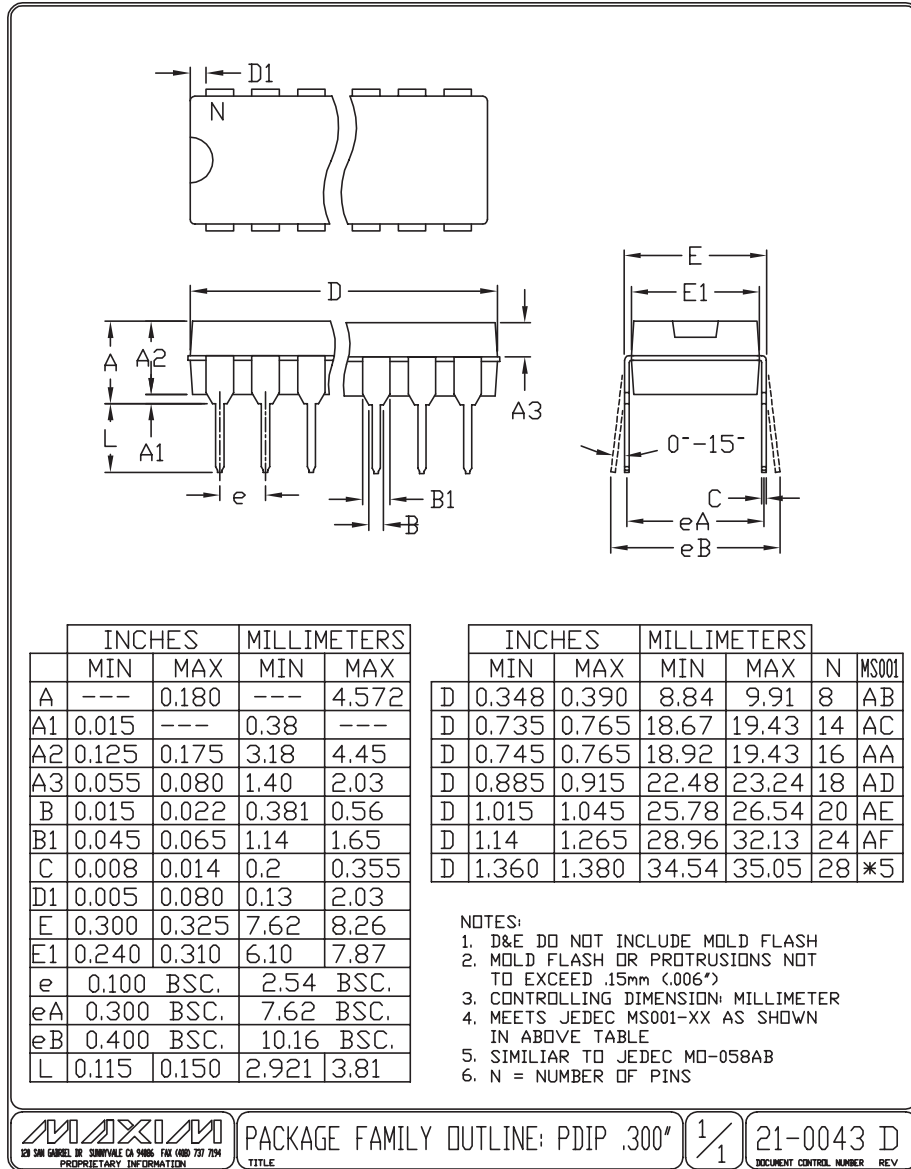 D1
N
D
E
E1
A
A2
A3
L
A1
0°-15°
e
B1
B
C
eA
eB
INCHES MILLIMETERS
MIN MAX MIN MAX
A --- 0.180 --- 4.572
A1 0.015 --- 0.38 ---
A2 0.125 0.175 3.18 4.45
A3 0.055 0.080 1.40 2.03
B 0.015 0.022 0.381 0.56
B1 0.045 0.065 1.14 1.65
C 0.008 0.014 0.2 0.355
D1 0.005 0.080 0.13 2.03
E 0.300 0.325 7.62 8.26
E1 0.240 0.310 6.10 7.87
e 0.100 BSC. 2.54 BSC.
eA 0.300 BSC. 7.62 BSC.
eB 0.400 BSC. 10.16 BSC.
L 0.115 0.150 2.921 3.81
INCHES MILLIMETERS
MIN MAX MIN MAX N MS001
D 0.348 0.390 8.84 9.91 8 AB
D 0.735 0.765 18.67 19.43 14 AC
D 0.745 0.765 18.92 19.43 16 AA
D 0.885 0.915 22.48 23.24 18 AD
D 1.015 1.045 25.78 26.54 20 AE
D 1.14 1.265 28.96 32.13 24 AF
D 1.360 1.380 34.54 35.05 28 *5
NOTES:
1. D&E DO NOT INCLUDE MOLD FLASH
2. MOLD FLASH OR PROTRUSIONS NOT
TO EXCEED .15mm (.006")
3. CONTROLLING DIMENSION: MILLIMETER
4. MEETS JEDEC MS001-XX AS SHOWN
IN ABOVE TABLE
5. SIMILIAR TO JEDEC MO-058AB
6. N = NUMBER OF PINS
MAXIM
120 SAN GABRIEL DR SUNNYVALE CA 94086 FAX (408) 737 7194
PROPRIETARY INFORMATION
PACKAGE FAMILY OUTLINE: PDIP .300"
TITLE
1/1
21-0043 D
DOCUMENT CONTROL NUMBER REV